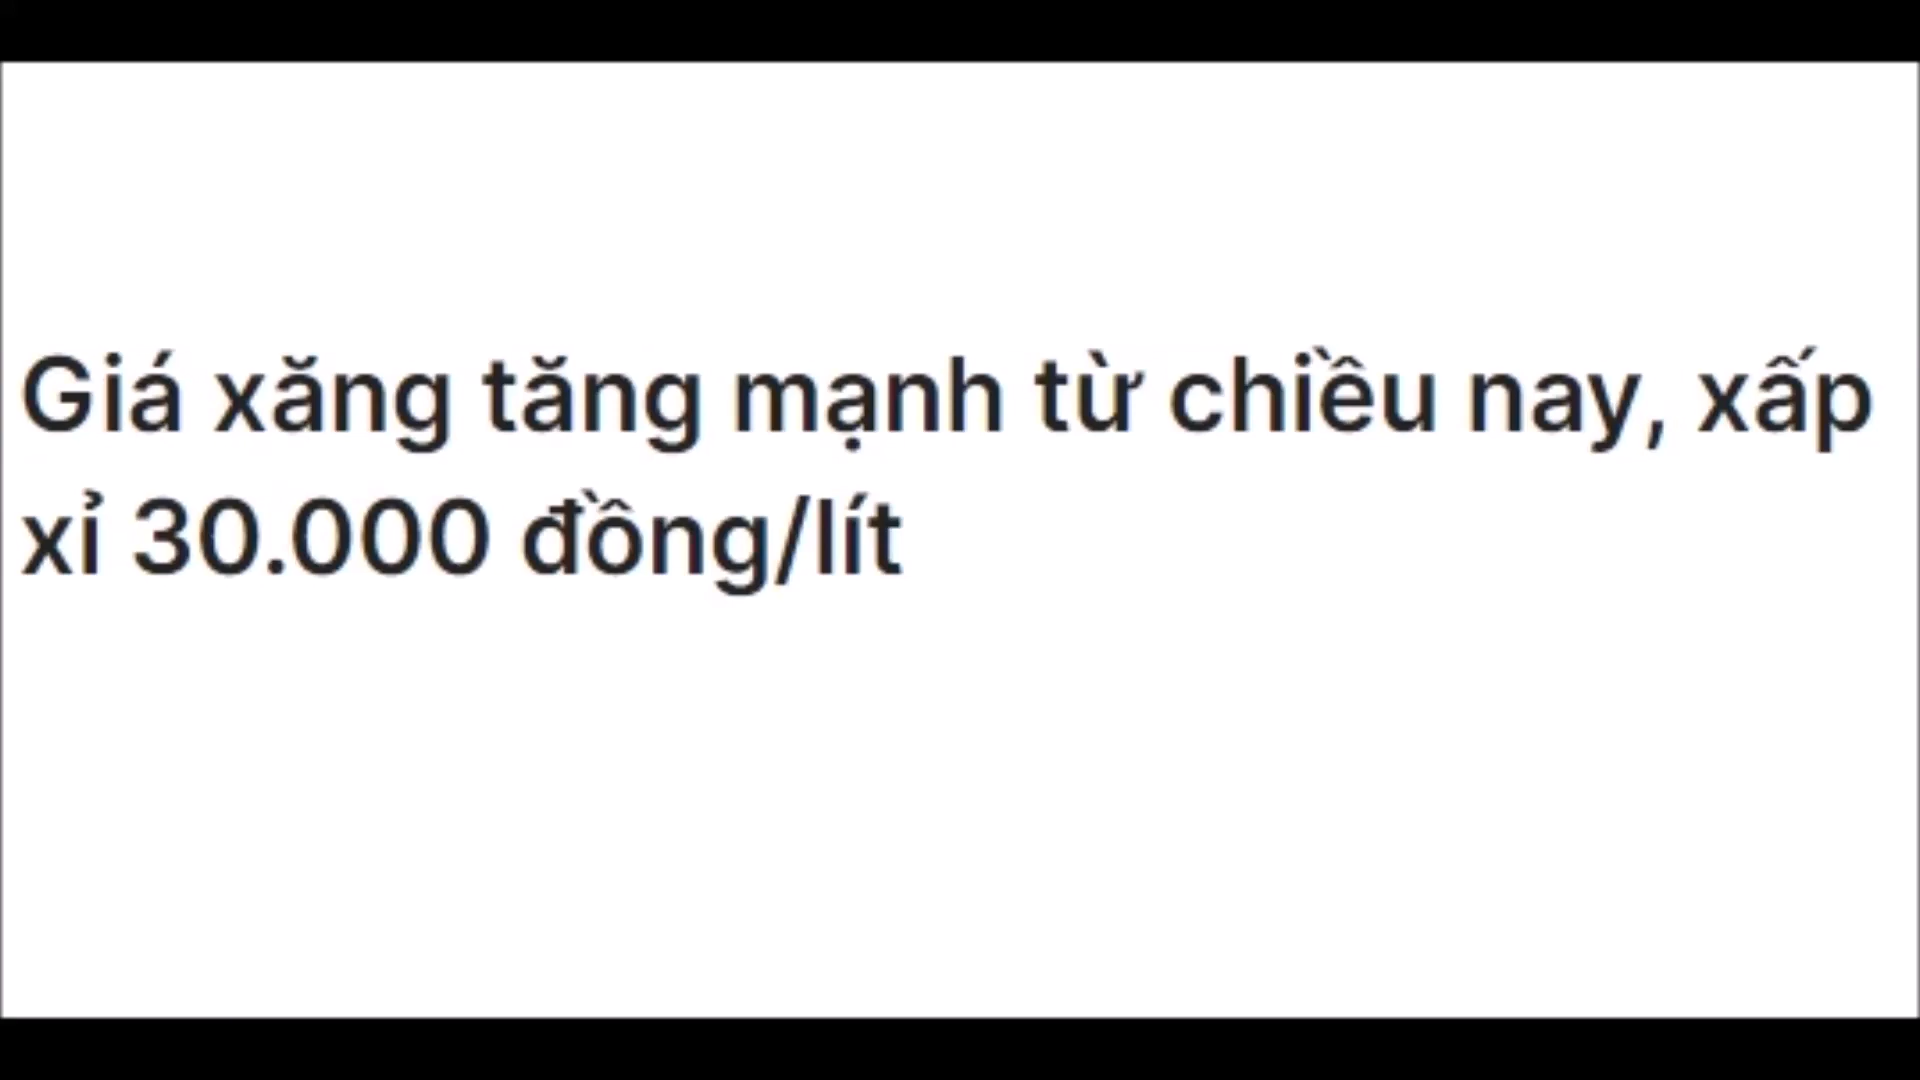 Giá xăng tăng mạnh từ chiều nay, xấp
xỉ 30.000 đồng/lít